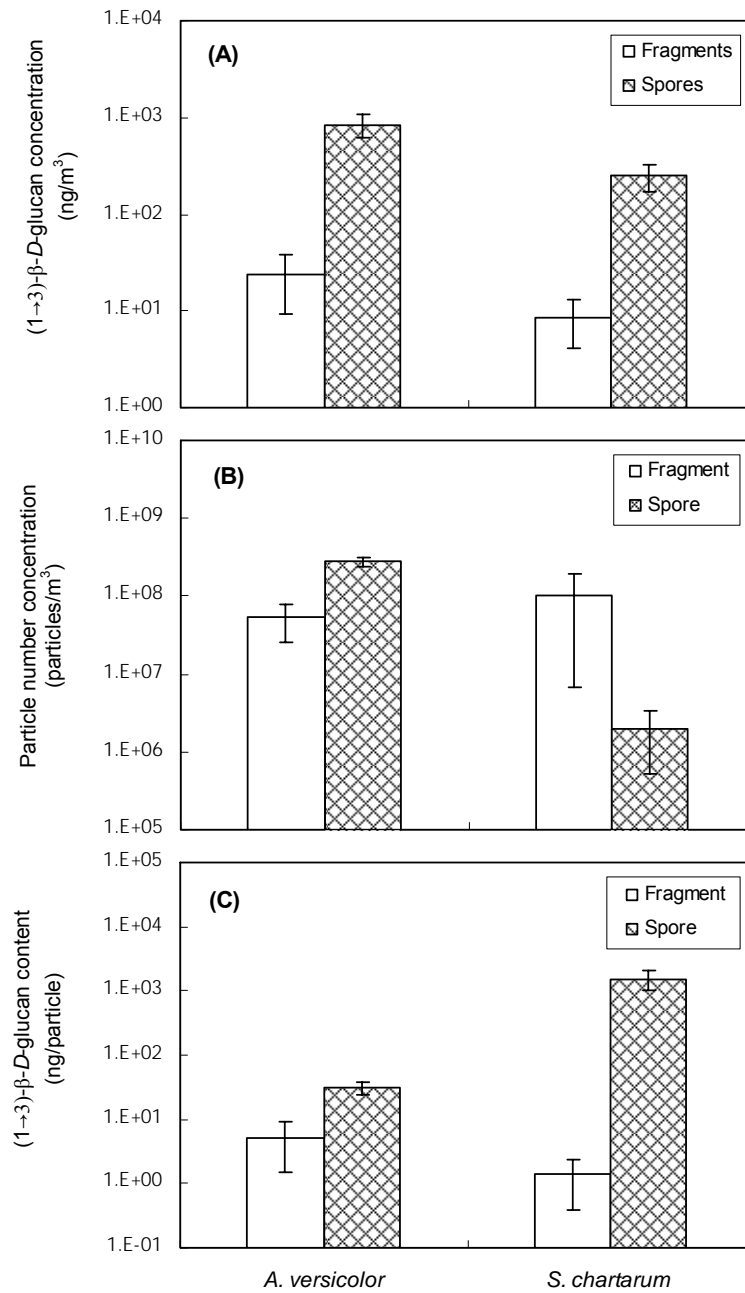 (A)
Fragments
Spores
(1→3)-β-D-glucan concentration
(ng/m³)
1.E+04
1.E+03
1.E+02
1.E+01
1.E+00
(B)
Fragment
Spore
Particle number concentration
(particles/m³)
1.E+10
1.E+09
1.E+08
1.E+07
1.E+06
1.E+05
(C)
Fragment
Spore
(1→3)-β-D-glucan content
(ng/particle)
1.E+05
1.E+04
1.E+03
1.E+02
1.E+01
1.E+00
1.E-01
A. versicolor
S. chartarum